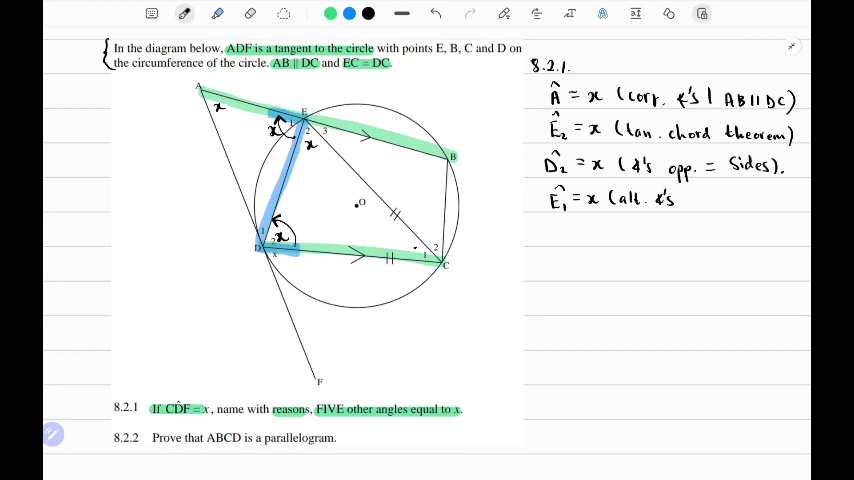 In the diagram below, ADF is a tangent to the circle with points E, B, C and D on
the circumference of the circle. AB || DC and EC = DC.
A
x
E
1
2
3
x
x
B
O
D
1
2
x
x
1
2
C
F
8.2.1 If CD̂F = x, name with reasons, FIVE other angles equal to x.
8.2.2 Prove that ABCD is a parallelogram.
8.2.1.
Â = x (corr. ∠'s | AB || DC)
Ê₂ = x (tan. chord theorem)
D̂₂ = x (∠'s opp. = sides).
Ê₁ = x (alt. ∠'s